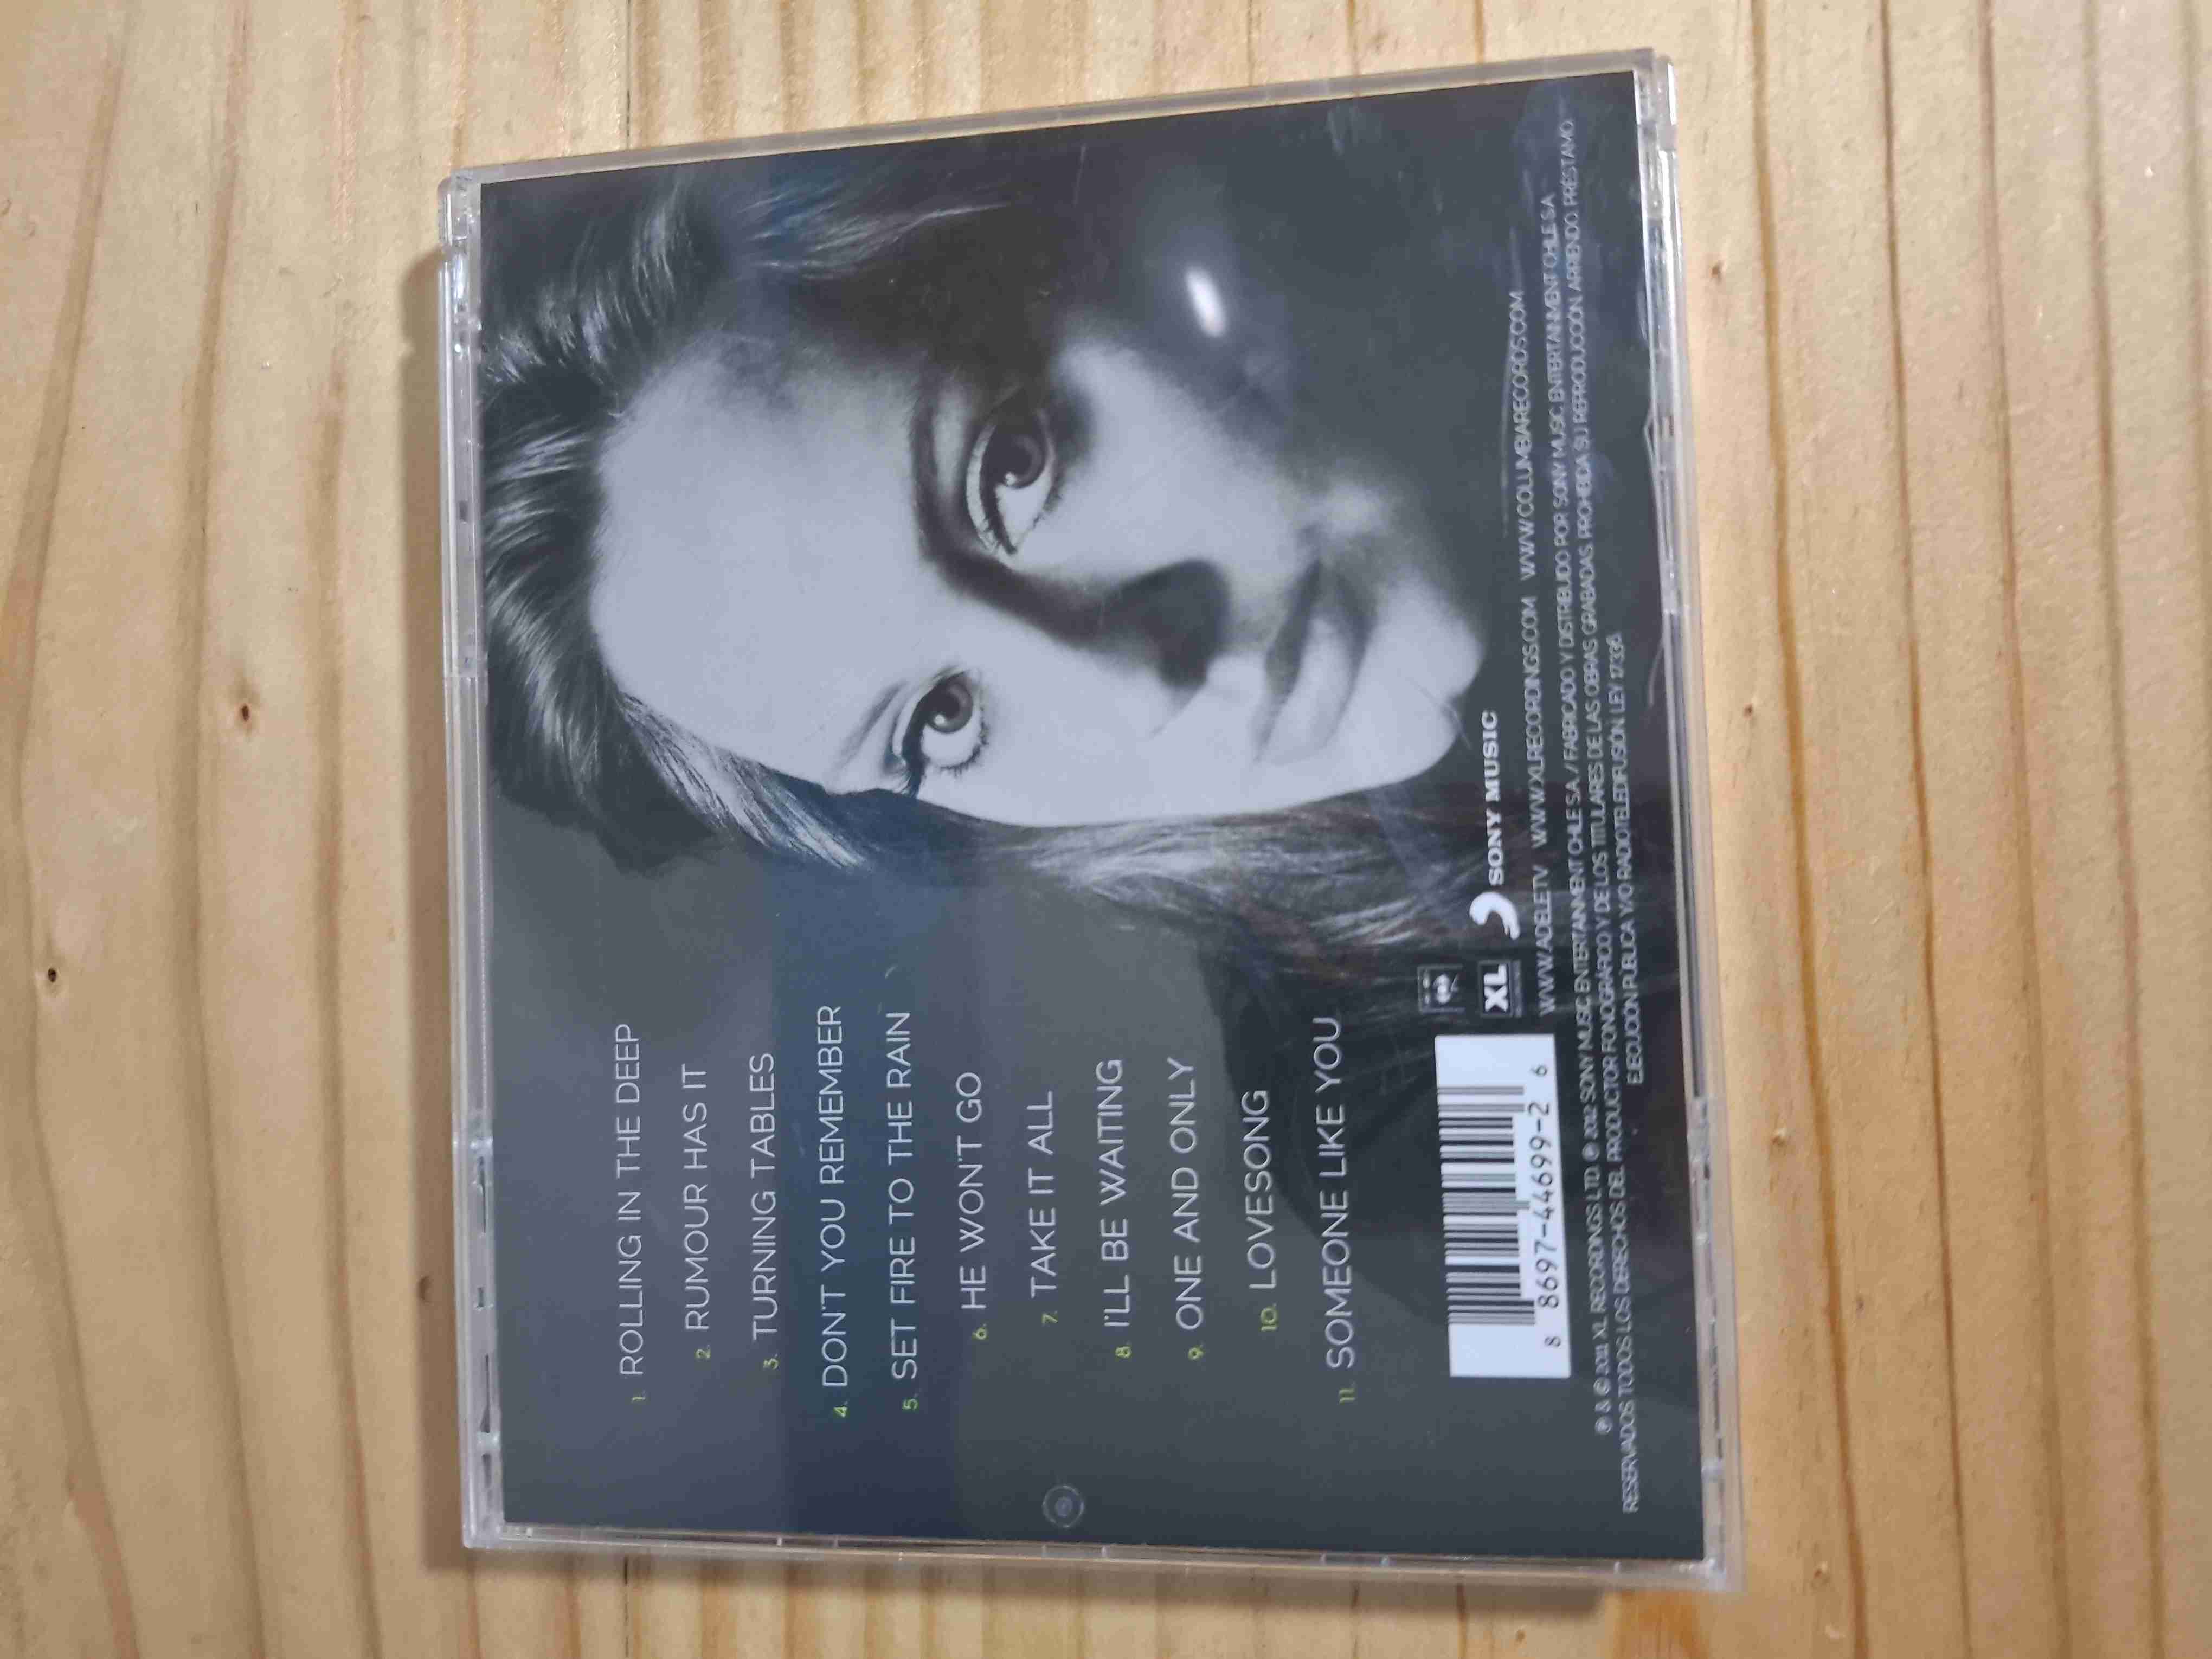 1. ROLLING IN THE DEEP
2. RUMOUR HAS IT
3. TURNING TABLES
4. DON'T YOU REMEMBER
5. SET FIRE TO THE RAIN
6. HE WON'T GO
7. TAKE IT ALL
8. I'LL BE WAITING
9. ONE AND ONLY
10. LOVESONG
11. SOMEONE LIKE YOU
8 8697-44699-2 6
XL SONY MUSIC
WWW.ADELE.TV WWW.XLRECORDINGS.COM WWW.COLUMBIARECORDS.COM
℗ & © 2011 XL RECORDINGS LTD. ℗ 2012 SONY MUSIC ENTERTAINMENT CHILE S.A. / FABRICADO Y DISTRIBUIDO POR SONY MUSIC ENTERTAINMENT CHILE S.A.
RESERVADOS TODOS LOS DERECHOS DEL PRODUCTOR FONOGRÁFICO Y DE LOS TITULARES DE LAS OBRAS GRABADAS. PROHIBIDA SU REPRODUCCIÓN, ARRIENDO, PRÉSTAMO,
EJECUCIÓN PÚBLICA Y/O RADIOTELEDIFUSIÓN. LEY 17.336